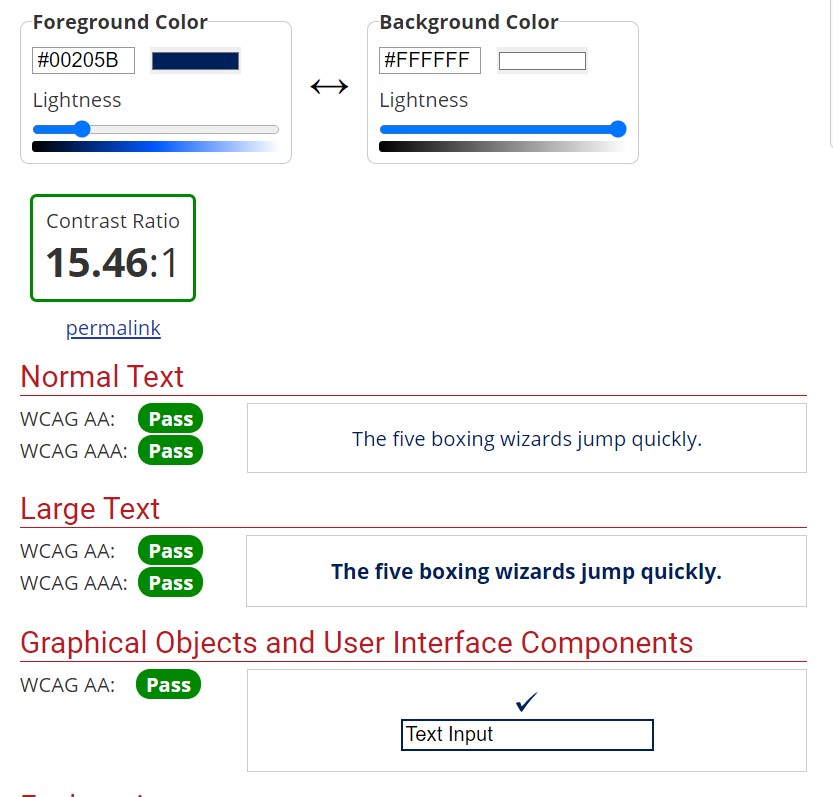 Foreground Color
#00205B
Lightness
Background Color
#FFFFFF
Lightness
Contrast Ratio
15.46:1
permalink
Normal Text
WCAG AA: Pass
WCAG AAA: Pass
The five boxing wizards jump quickly.
Large Text
WCAG AA: Pass
WCAG AAA: Pass
The five boxing wizards jump quickly.
Graphical Objects and User Interface Components
WCAG AA: Pass
Text Input